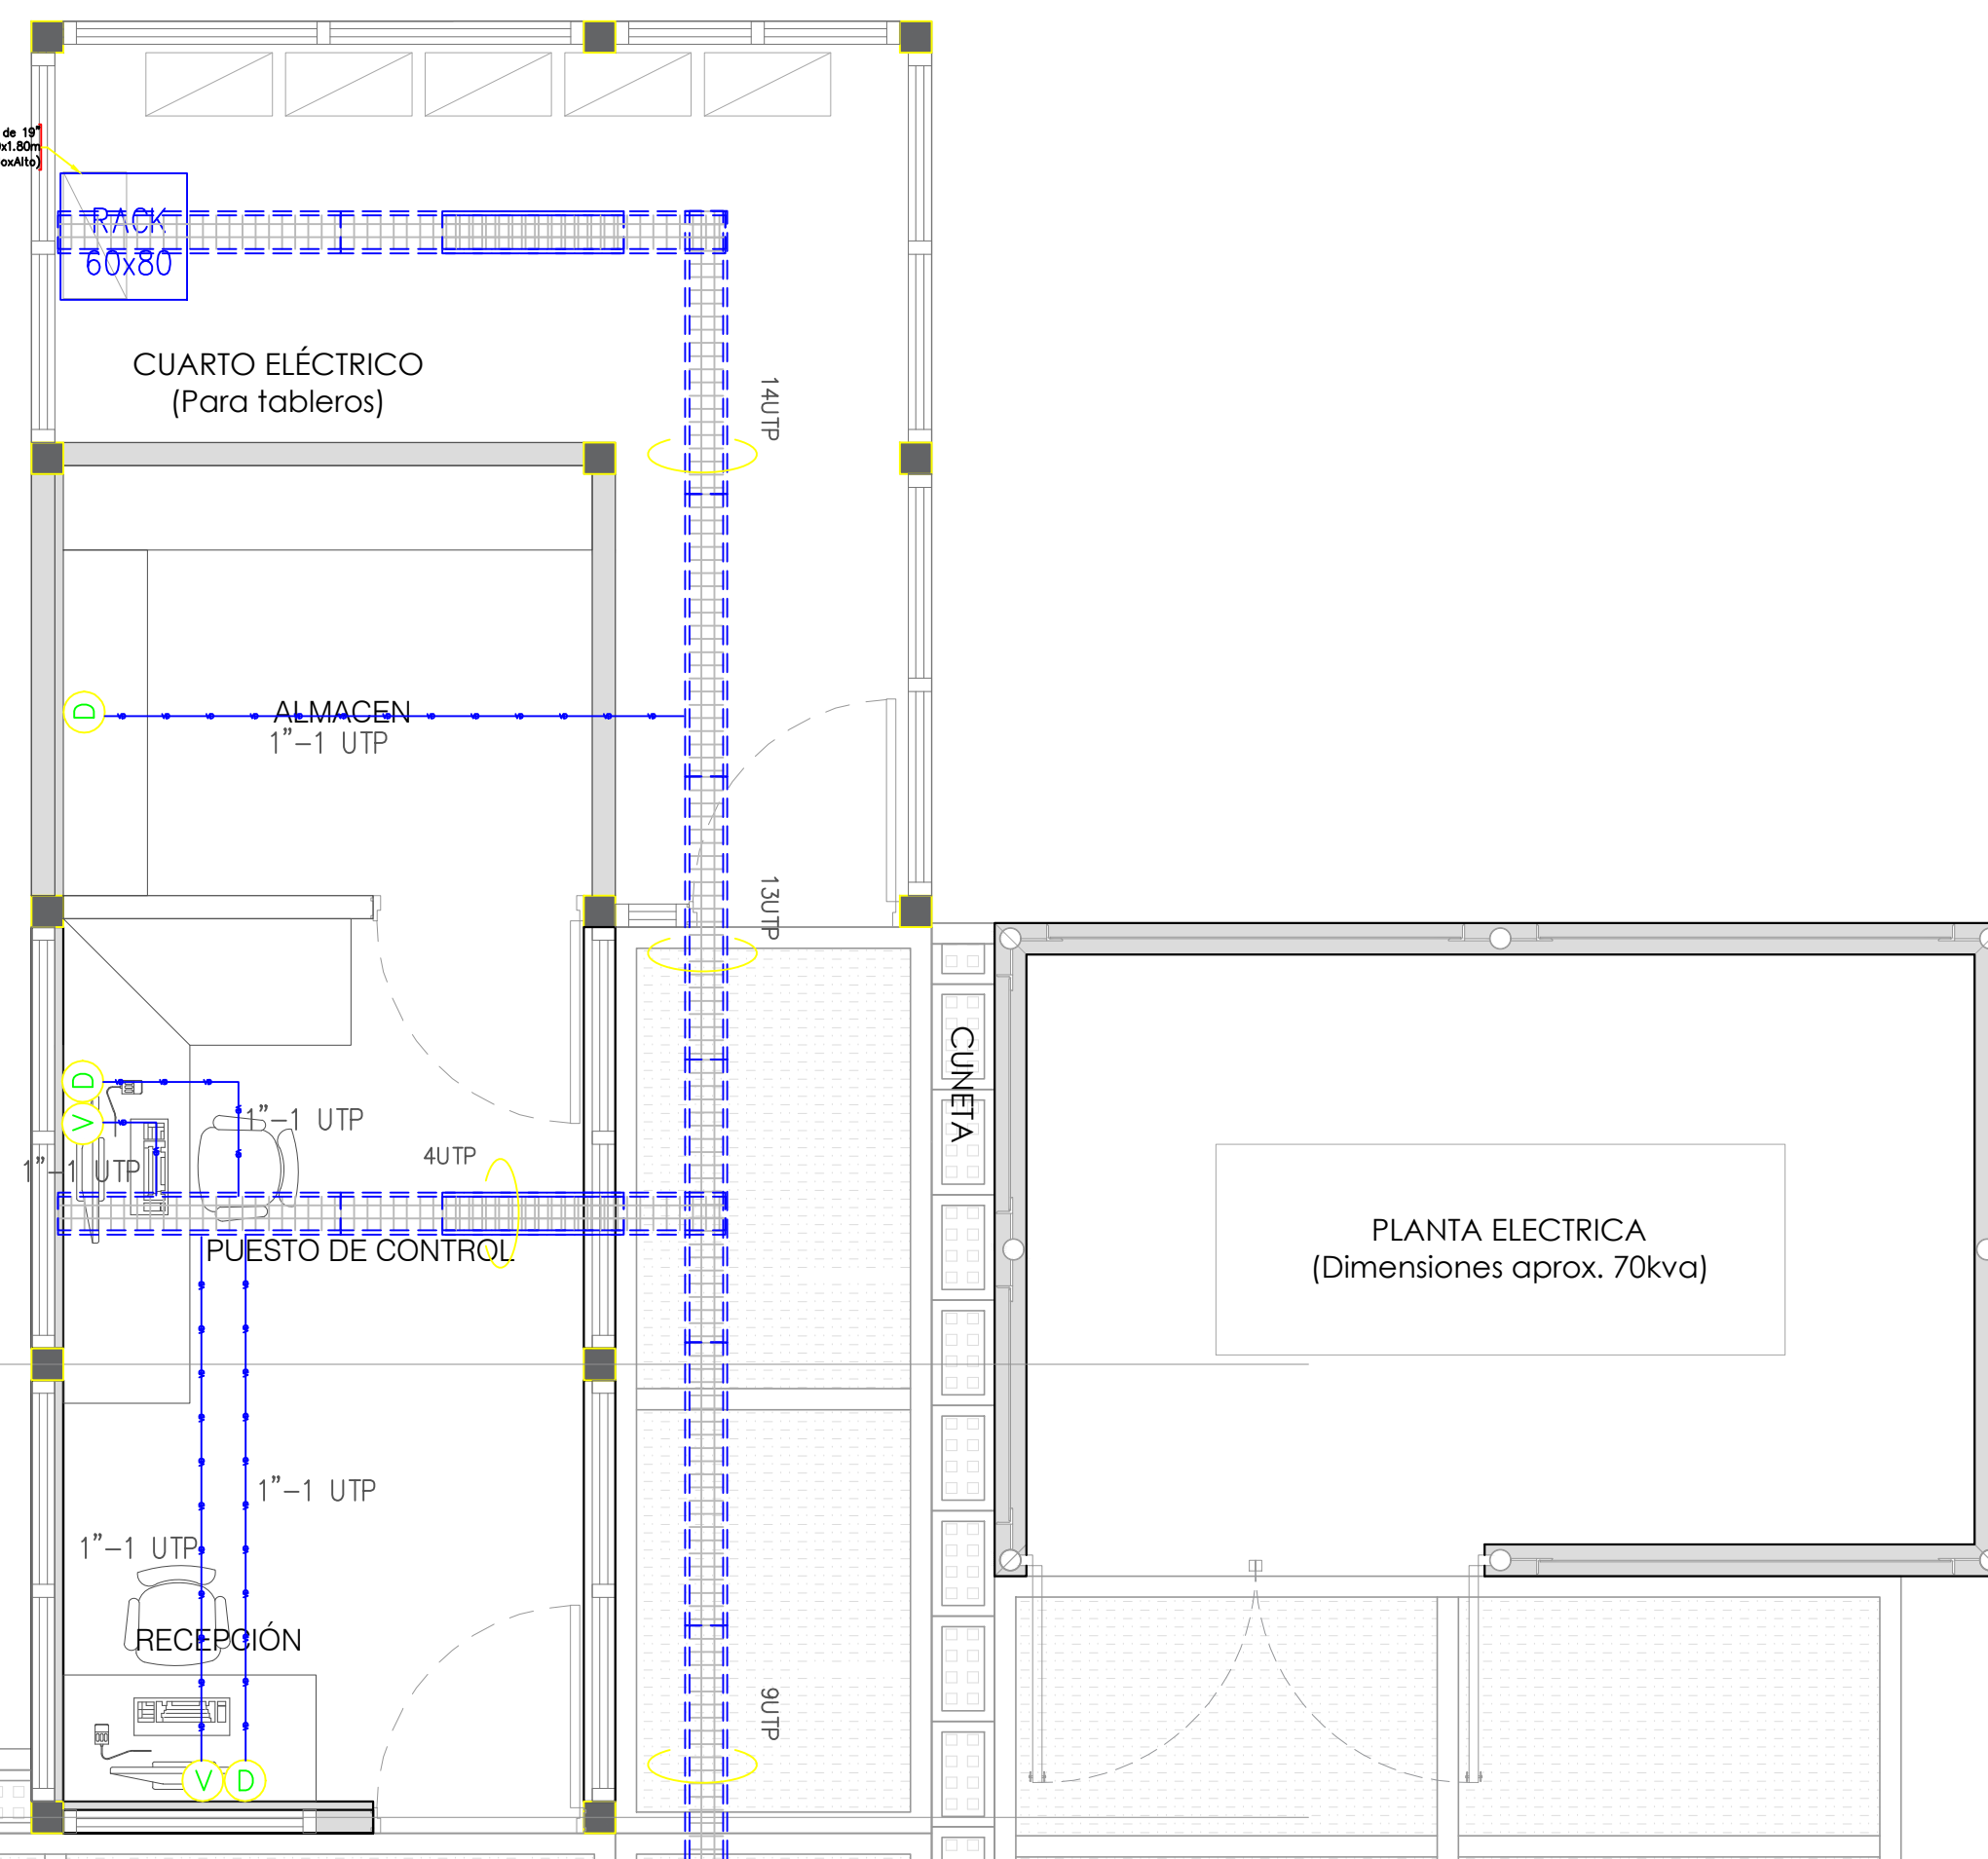 de 19"
x1.80m
oxAlto)
RACK
60x80
CUARTO ELÉCTRICO
(Para tableros)
14UTP
D
ALMACEN
1"-1 UTP
13UTP
CUNETA
D
V
1"-1 UTP
1"-1 UTP
4UTP
PUESTO DE CONTROL
PLANTA ELECTRICA
(Dimensiones aprox. 70kva)
1"-1 UTP
1"-1 UTP
RECEPCIÓN
9UTP
V D